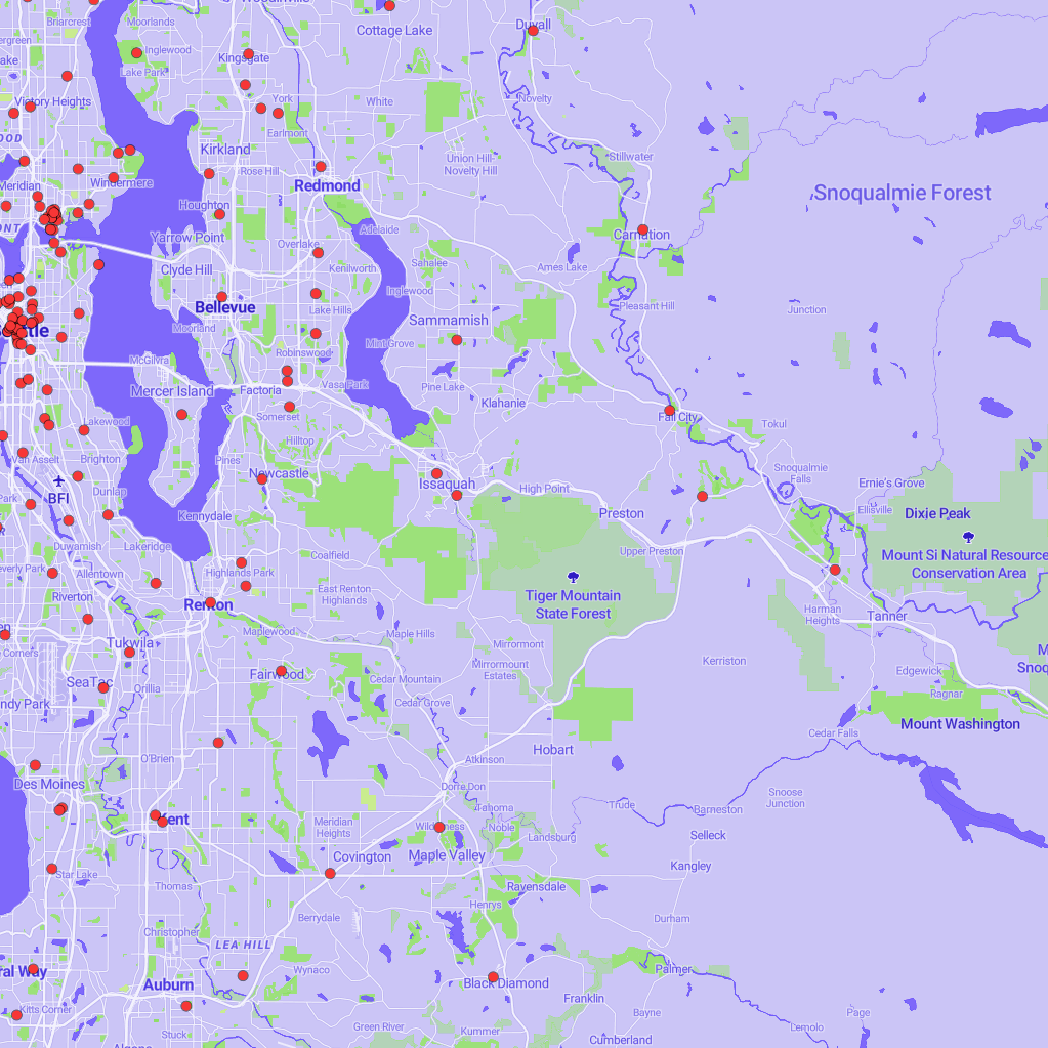 Woodinville
Briarcrest
Moorlands
Cottage Lake
Duvall
Inglewood
Kingsgate
Lake Park
Victory Heights
York
White
Novelty
Earlmont
Kirkland
Rose Hill
Union Hill-
Novelty Hill
Stillwater
Meridian
Windermere
Redmond
Snoqualmie Forest
Houghton
Yarrow Point
Adelaide
Carnation
Overlake
Clyde Hill
Kenilworth
Sahalee
Ames Lake
Inglewood
Bellevue
Lake Hills
Pleasant Hill
Junction
Moorland
Sammamish
Mint Grove
Robinswood
McGilvra
Mercer Island
Factoria
Vasa Park
Pine Lake
Klahanie
Somerset
Fall City
Lakewood
Tokul
Hilltop
Van Asselt
Brighton
Pines
Newcastle
Issaquah
High Point
Snoqualmie
Falls
Ernie's Grove
BFI
Dunlap
Kennydale
Preston
Ellisville
Dixie Peak
Duwamish
Lakeridge
Coalfield
Upper Preston
Mount Si Natural Resource
Conservation Area
Allentown
Highlands Park
Riverton
East Renton
Highlands
Tiger Mountain
State Forest
Renton
Harman
Heights
Tanner
Maplewood
Maple Hills
Tukwila
Mirrormont
Corners
Mirrormount
Estates
Kerriston
SeaTac
Orillia
Fairwood
Cedar Mountain
Edgewick
Ragnar
Cedar Grove
Mount Washington
Cedar Falls
Hobart
O'Brien
Atkinson
Des Moines
Dorre Don
Snoose
Junction
Tahoma
Trude
Barneston
Kent
Meridian
Heights
Wilderness
Noble
Landsburg
Selleck
Covington
Maple Valley
Kangley
Star Lake
Thomas
Ravensdale
Henrys
Berrydale
Durham
Christopher
LEA HILL
Wynaco
Palmer
Auburn
Black Diamond
Franklin
Kitts Corner
Bayne
Page
Green River
Kummer
Lemolo
Stuck
Cumberland